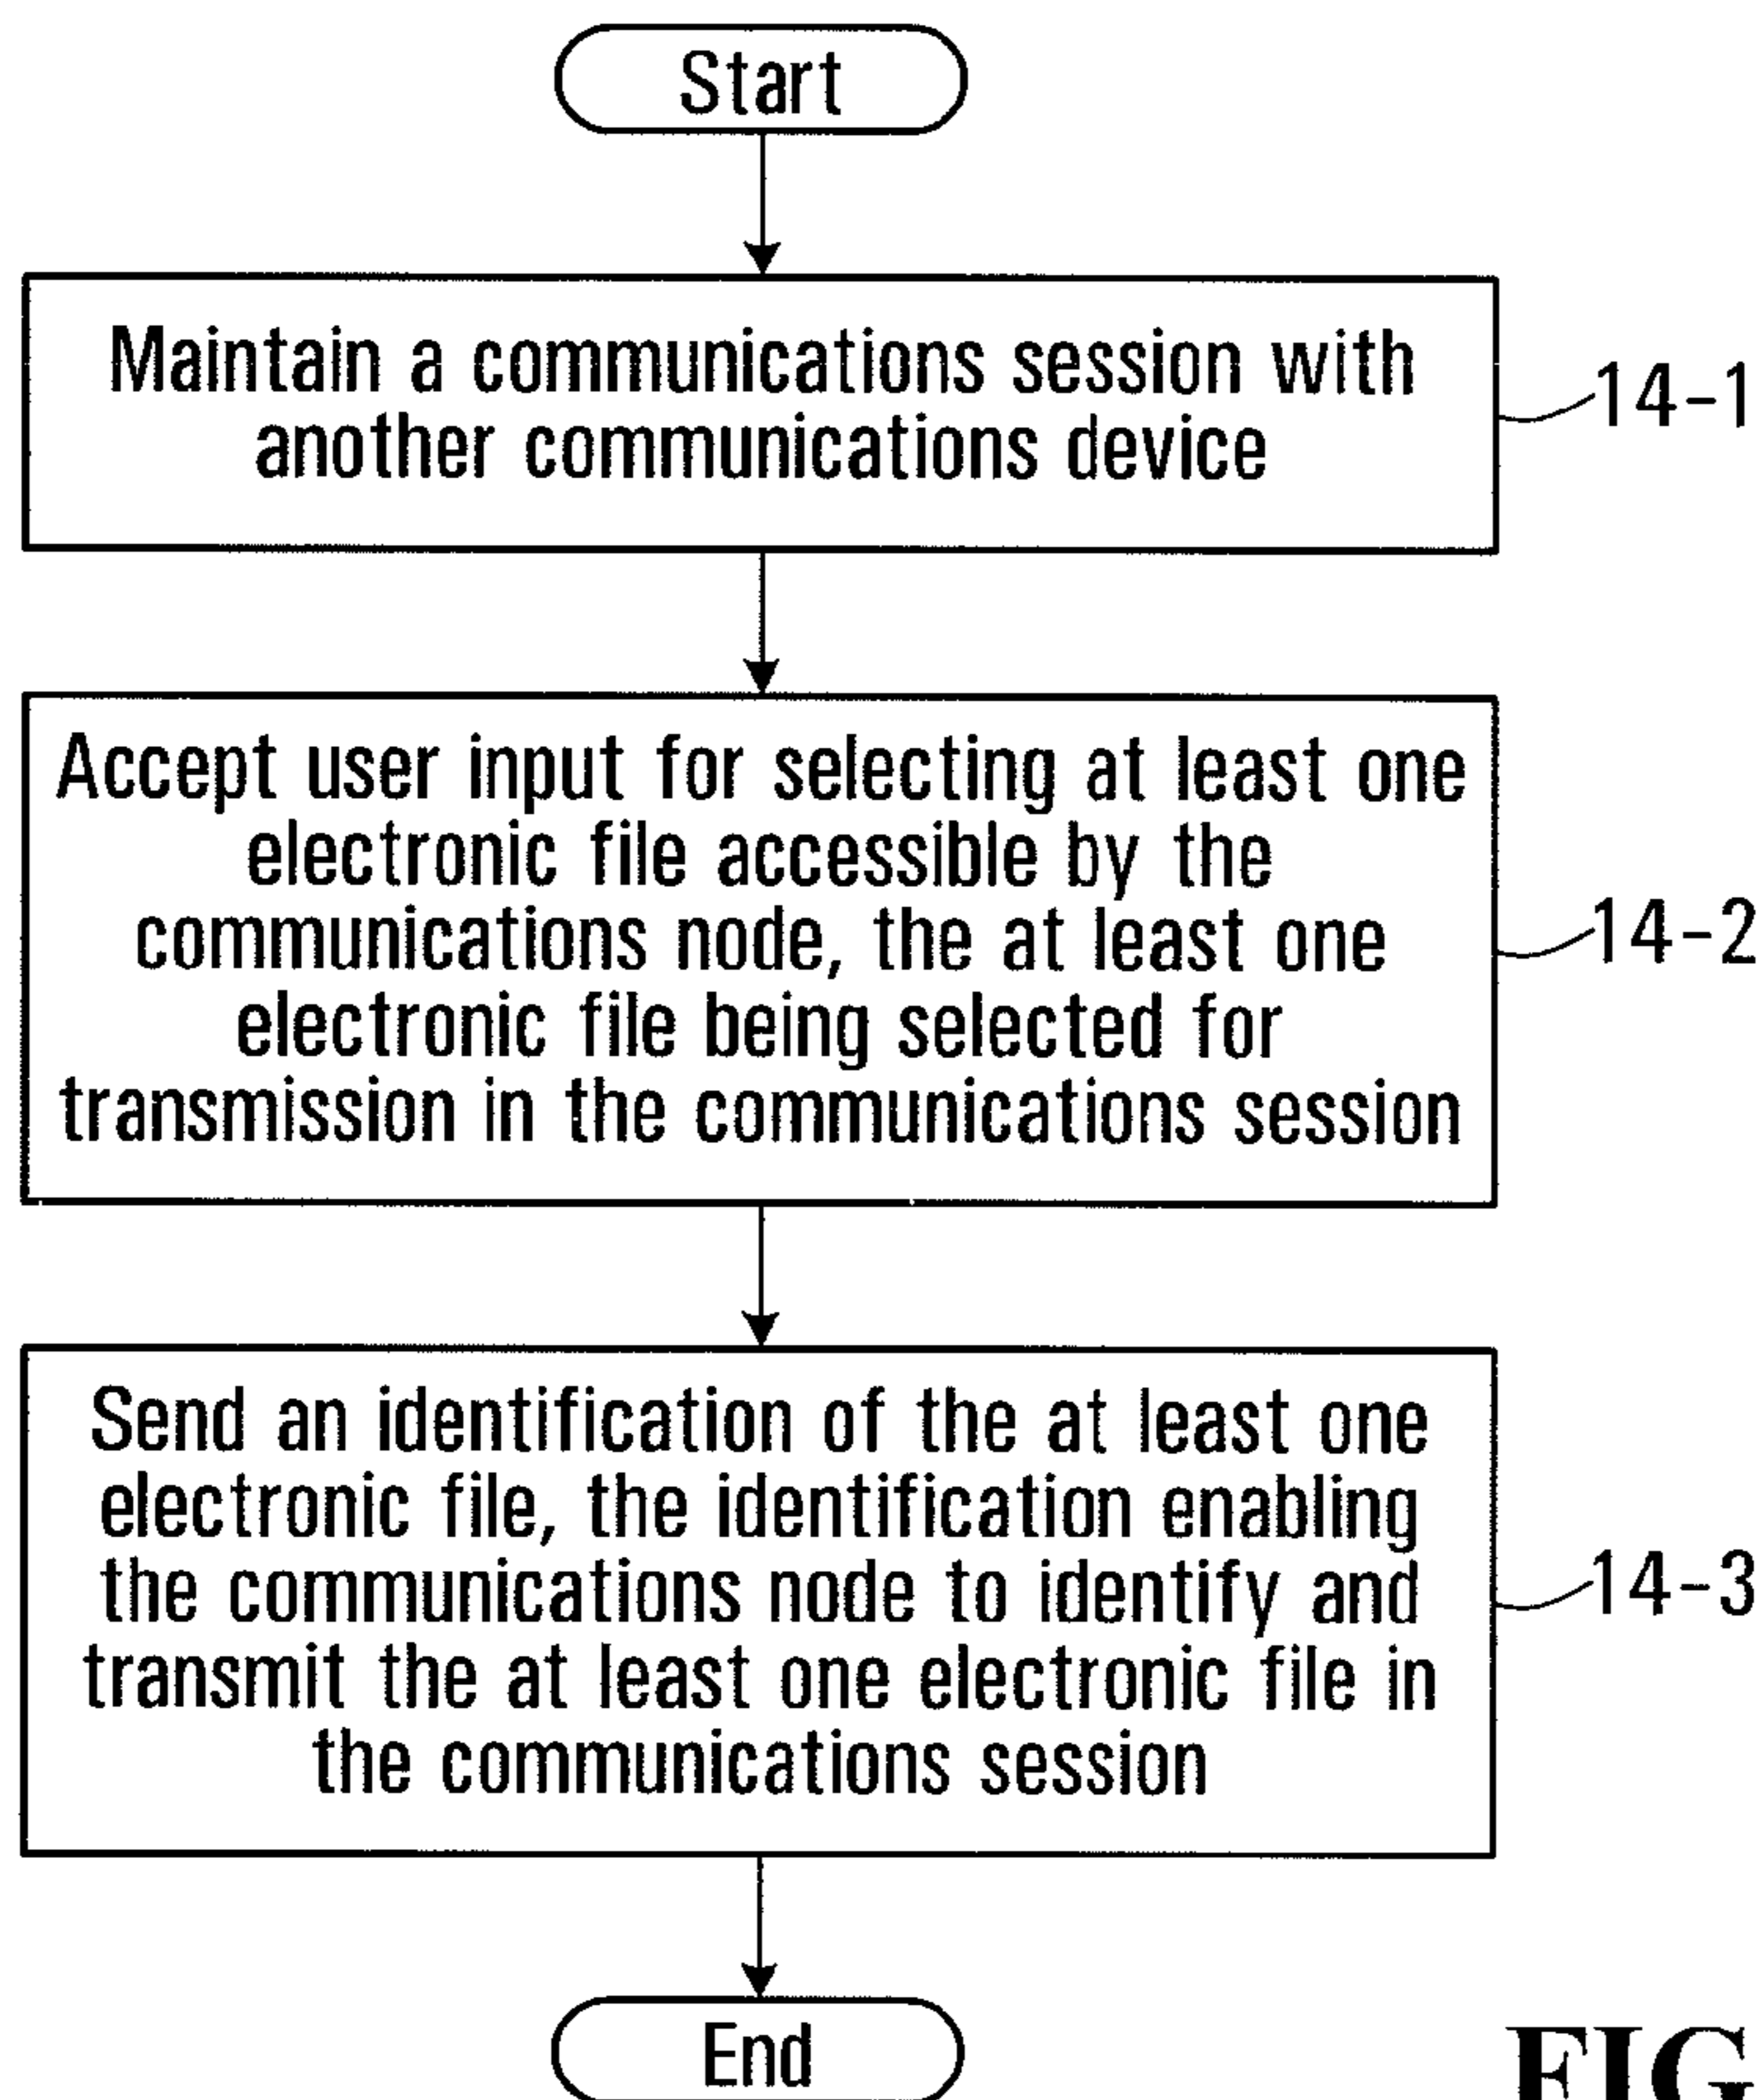 Start
Maintain a communications session with
another communications device
14-1
Accept user input for selecting at least one
electronic file accessible by the
communications node, the at least one
electronic file being selected for
transmission in the communications session
14-2
Send an identification of the at least one
electronic file, the identification enabling
the communications node to identify and
transmit the at least one electronic file in
the communications session
14-3
End
FIG